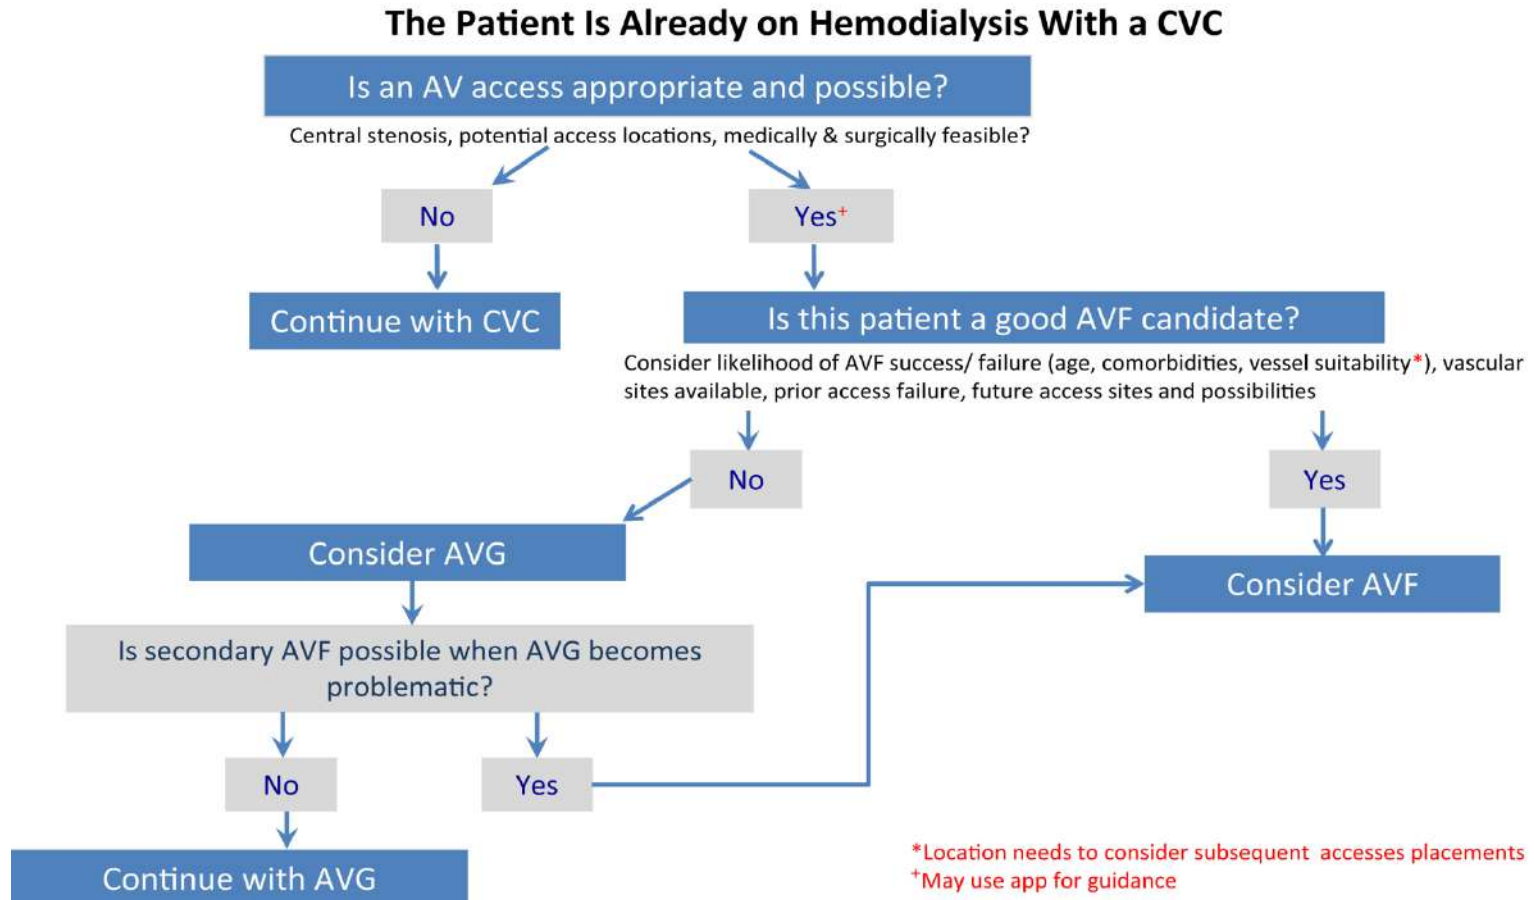 The Patient Is Already on Hemodialysis With a CVC
Is an AV access appropriate and possible?
Central stenosis, potential access locations, medically & surgically feasible?
No
Yes+
Continue with CVC
Is this patient a good AVF candidate?
Consider likelihood of AVF success/ failure (age, comorbidities, vessel suitability*), vascular
sites available, prior access failure, future access sites and possibilities
No
Yes
Consider AVG
Consider AVF
Is secondary AVF possible when AVG becomes
problematic?
No
Yes
Continue with AVG
*Location needs to consider subsequent accesses placements
+May use app for guidance